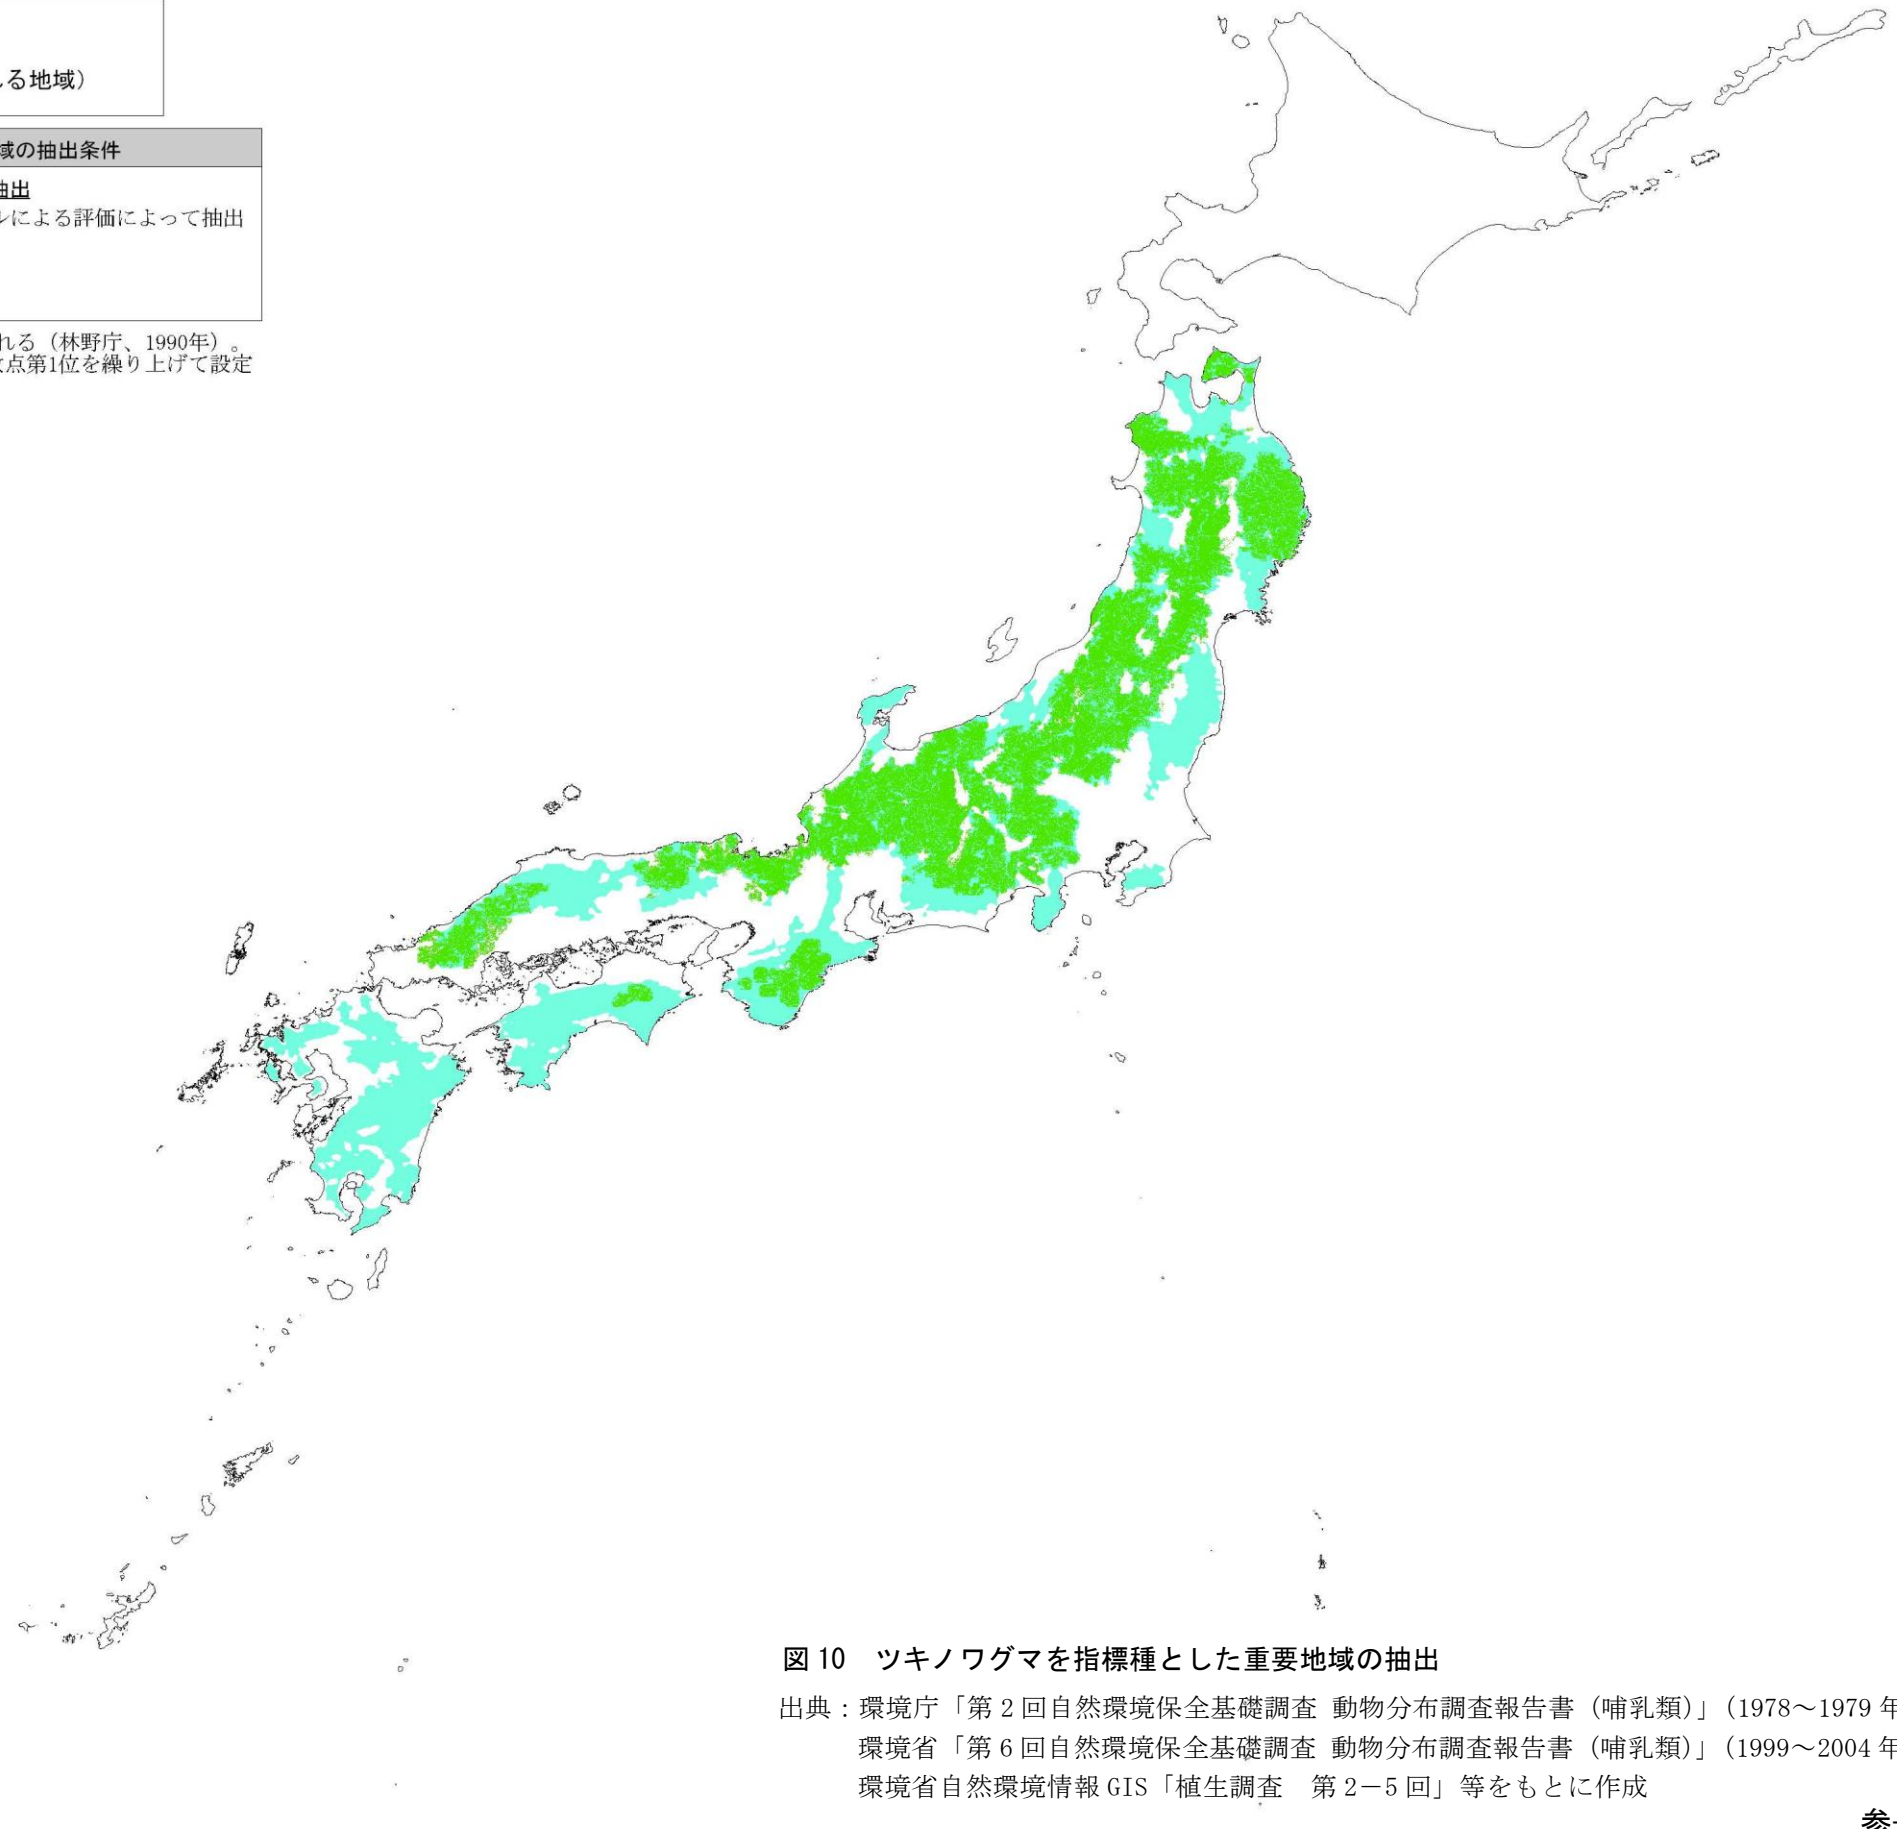 る地域）
域の抽出条件
抽出
ルによる評価によって抽出
れる（林野庁、1990年）。
点第1位を繰り上げて設定
図 10　ツキノワグマを指標種とした重要地域の抽出
出典：環境庁「第 2 回自然環境保全基礎調査 動物分布調査報告書（哺乳類）」（1978～1979 年
環境省「第 6 回自然環境保全基礎調査 動物分布調査報告書（哺乳類）」（1999～2004 年
環境省自然環境情報 GIS「植生調査　第 2－5 回」等をもとに作成
参